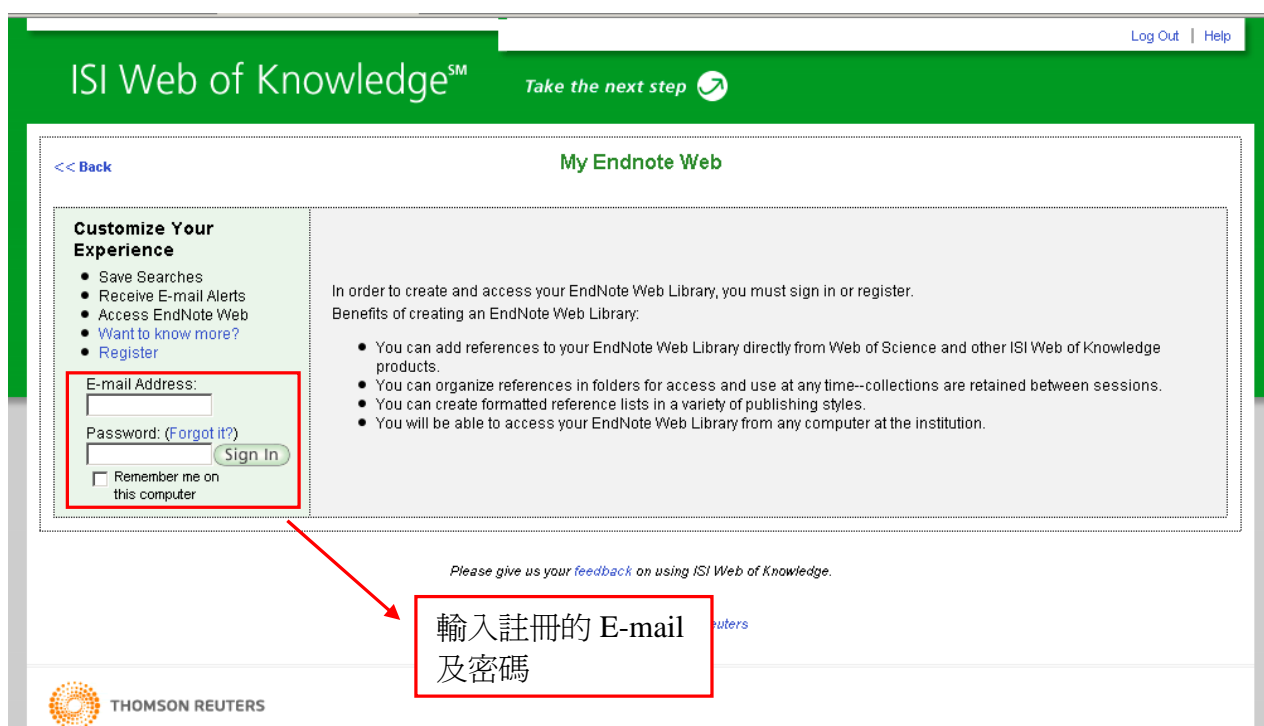 Log Out | Help
ISI Web of Knowledge℠ Take the next step
<< Back
My Endnote Web
Customize Your
Experience
Save Searches
Receive E-mail Alerts
Access EndNote Web
Want to know more?
Register
E-mail Address:
Password: (Forgot it?)
Sign In
Remember me on
this computer
In order to create and access your EndNote Web Library, you must sign in or register.
Benefits of creating an EndNote Web Library:
You can add references to your EndNote Web Library directly from Web of Science and other ISI Web of Knowledge
products.
You can organize references in folders for access and use at any time--collections are retained between sessions.
You can create formatted reference lists in a variety of publishing styles.
You will be able to access your EndNote Web Library from any computer at the institution.
Please give us your feedback on using ISI Web of Knowledge.
輸入註冊的 E-mail
及密碼
THOMSON REUTERS